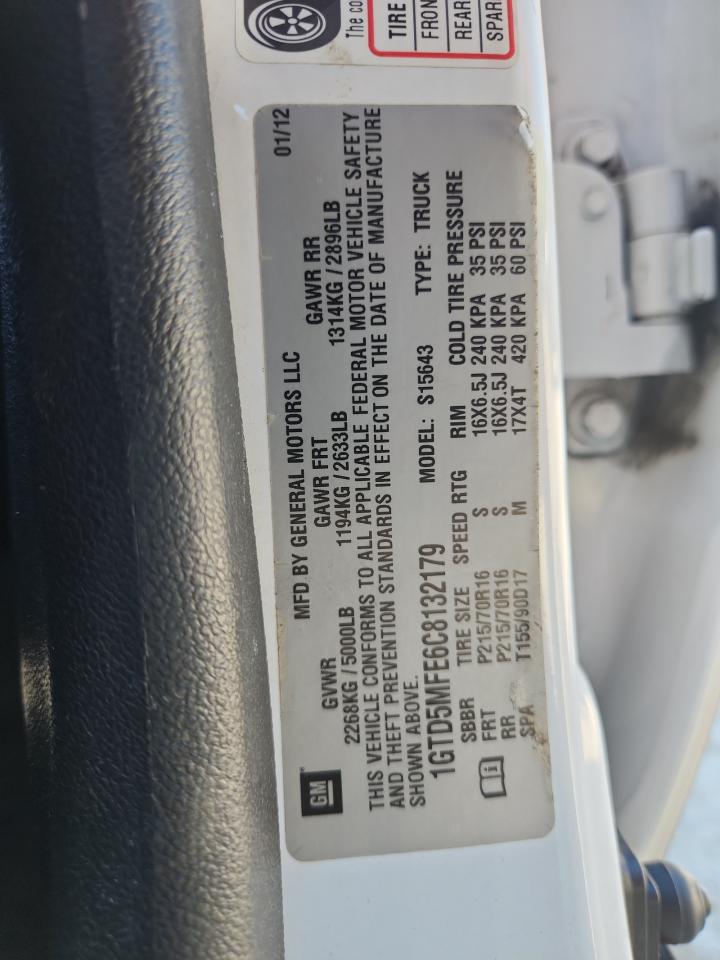 The co
TIRE
FRON
REAR
SPAR
GM
MFD BY GENERAL MOTORS LLC 01/12
GVWR GAWR FRT GAWR RR
2268KG / 5000LB 1194KG / 2633LB 1314KG / 2896LB
THIS VEHICLE CONFORMS TO ALL APPLICABLE FEDERAL MOTOR VEHICLE SAFETY
AND THEFT PREVENTION STANDARDS IN EFFECT ON THE DATE OF MANUFACTURE
SHOWN ABOVE.
1GTD5MFE6C8132179 MODEL: S15643 TYPE: TRUCK
SBBR TIRE SIZE SPEED RTG RIM COLD TIRE PRESSURE
FRT P215/70R16 S 16X6.5J 240 KPA 35 PSI
RR P215/70R16 S 16X6.5J 240 KPA 35 PSI
SPA T155/90D17 M 17X4T 420 KPA 60 PSI